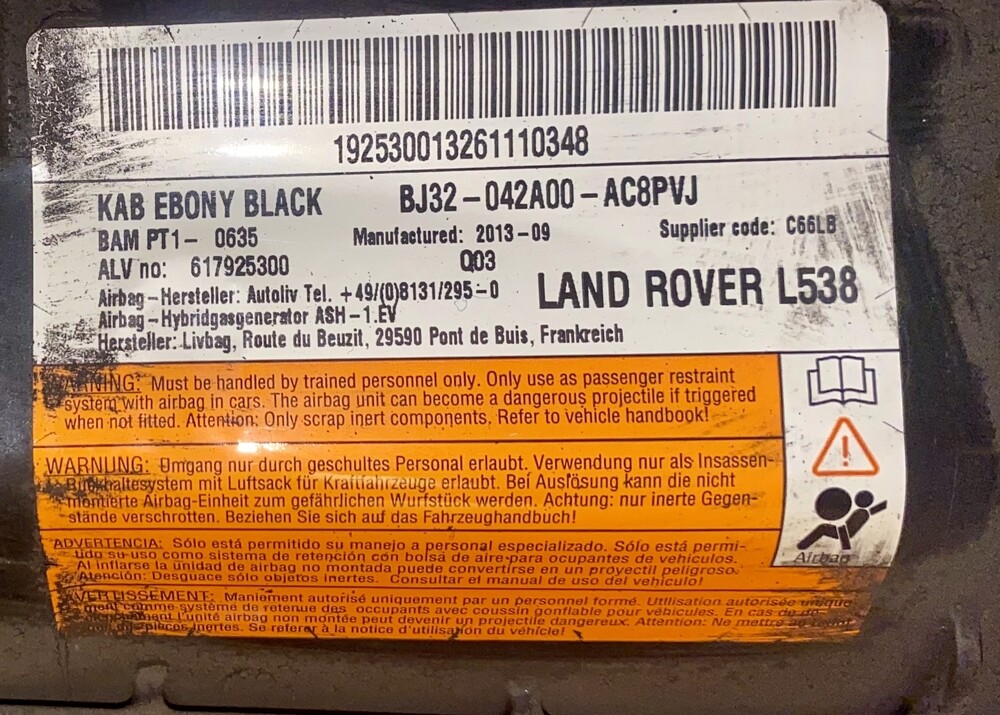 192530013261110348
KAB EBONY BLACK BJ32-042A00-AC8PVJ
BAM PT1- 0635 Manufactured: 2013-09 Supplier code: C66LB
ALV no: 617925300 Q03
Airbag-Hersteller: Autoliv Tel. +49/(0)8131/295-0 LAND ROVER L538
Airbag-Hybridgasgenerator ASH-1.EV
Hersteller: Livbag, Route du Beuzit, 29590 Pont de Buis, Frankreich
WARNING: Must be handled by trained personnel only. Only use as passenger restraint
system with airbag in cars. The airbag unit can become a dangerous projectile if triggered
when not fitted. Attention: Only scrap inert components. Refer to vehicle handbook!
WARNUNG: Umgang nur durch geschultes Personal erlaubt. Verwendung nur als Insassen-
Rückhaltesystem mit Luftsack für Kraftfahrzeuge erlaubt. Bei Auslösung kann die nicht
montierte Airbag-Einheit zum gefährlichen Wurfstück werden. Achtung: nur inerte Gegen-
stände verschrotten. Beziehen Sie sich auf das Fahrzeughandbuch!
ADVERTENCIA: Sólo está permitido su manejo a personal especializado. Sólo está permi-
tido su uso como sistema de retención con bolsa de aire para ocupantes de vehículos.
Al inflarse la unidad de airbag no montada puede convertirse en un proyectil peligroso.
Atención: Desguace sólo objetos inertes. Consultar el manual de uso del vehiculo!
Airbag
AVERTISSEMENT: Maniement autorisé uniquement par un personnel formé. Utilisation autorisée unique-
ment comme système de retenue des occupants avec coussin gonflable pour véhicules. En cas de
l'unité airbag non montée peut devenir un projectile dangereux. Attention: Ne mettre au
pièces inertes. Se referer à la notice d'utilisation du véhicle!